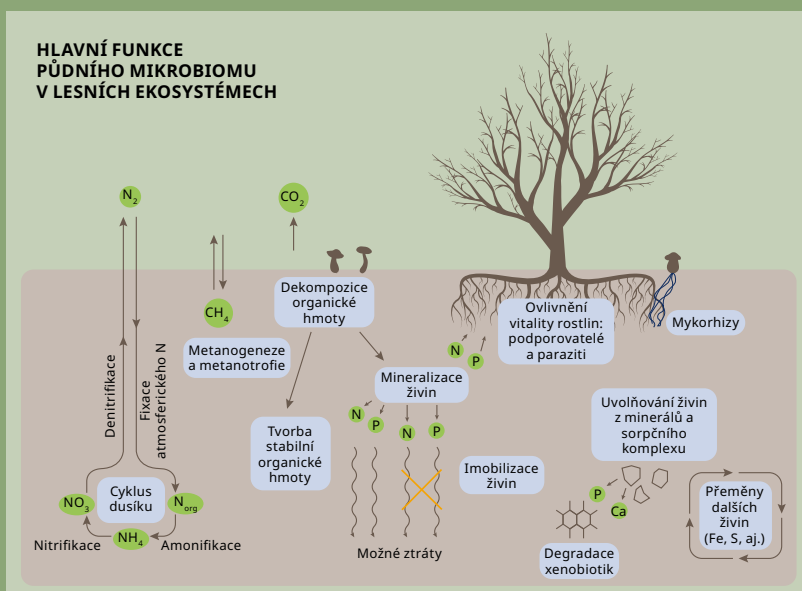 HLAVNÍ FUNKCE
PŮDNÍHO MIKROBIOMU
V LESNÍCH EKOSYSTÉMECH
N2
CO2
CH4
Dekompozice
organické
hmoty
Ovlivnění
vitality rostlin:
podporovatelé
a paraziti
Mykorhizy
Metanogeneze
a metanotrofie
N
P
Mineralizace
živin
Denitrifikace
Fixace
atmosferického N
N
P
N
P
Tvorba
stabilní
organické
hmoty
Imobilizace
živin
Uvolňování živin
z minerálů a
sorpčního
komplexu
Cyklus
dusíku
NO3
Norg
NH4
Nitrifikace
Amonifikace
Možné ztráty
P
Ca
Degradace
xenobiotik
Přeměny
dalších
živin
(Fe, S, aj.)